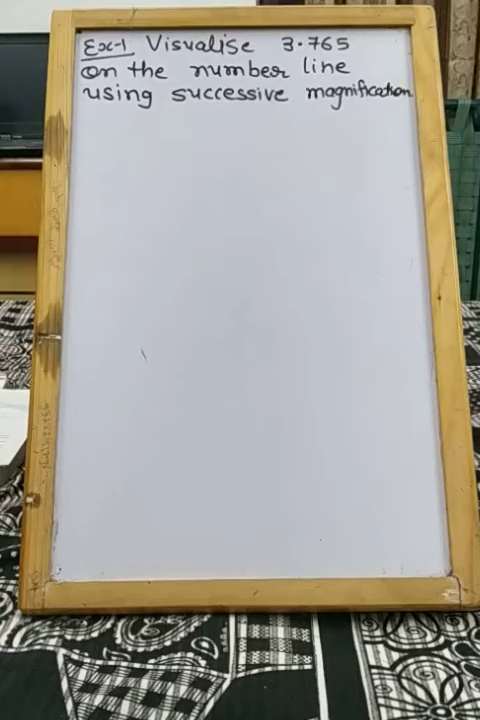 Ex-1 Visualise 3.765
on the number line
using successive magnification